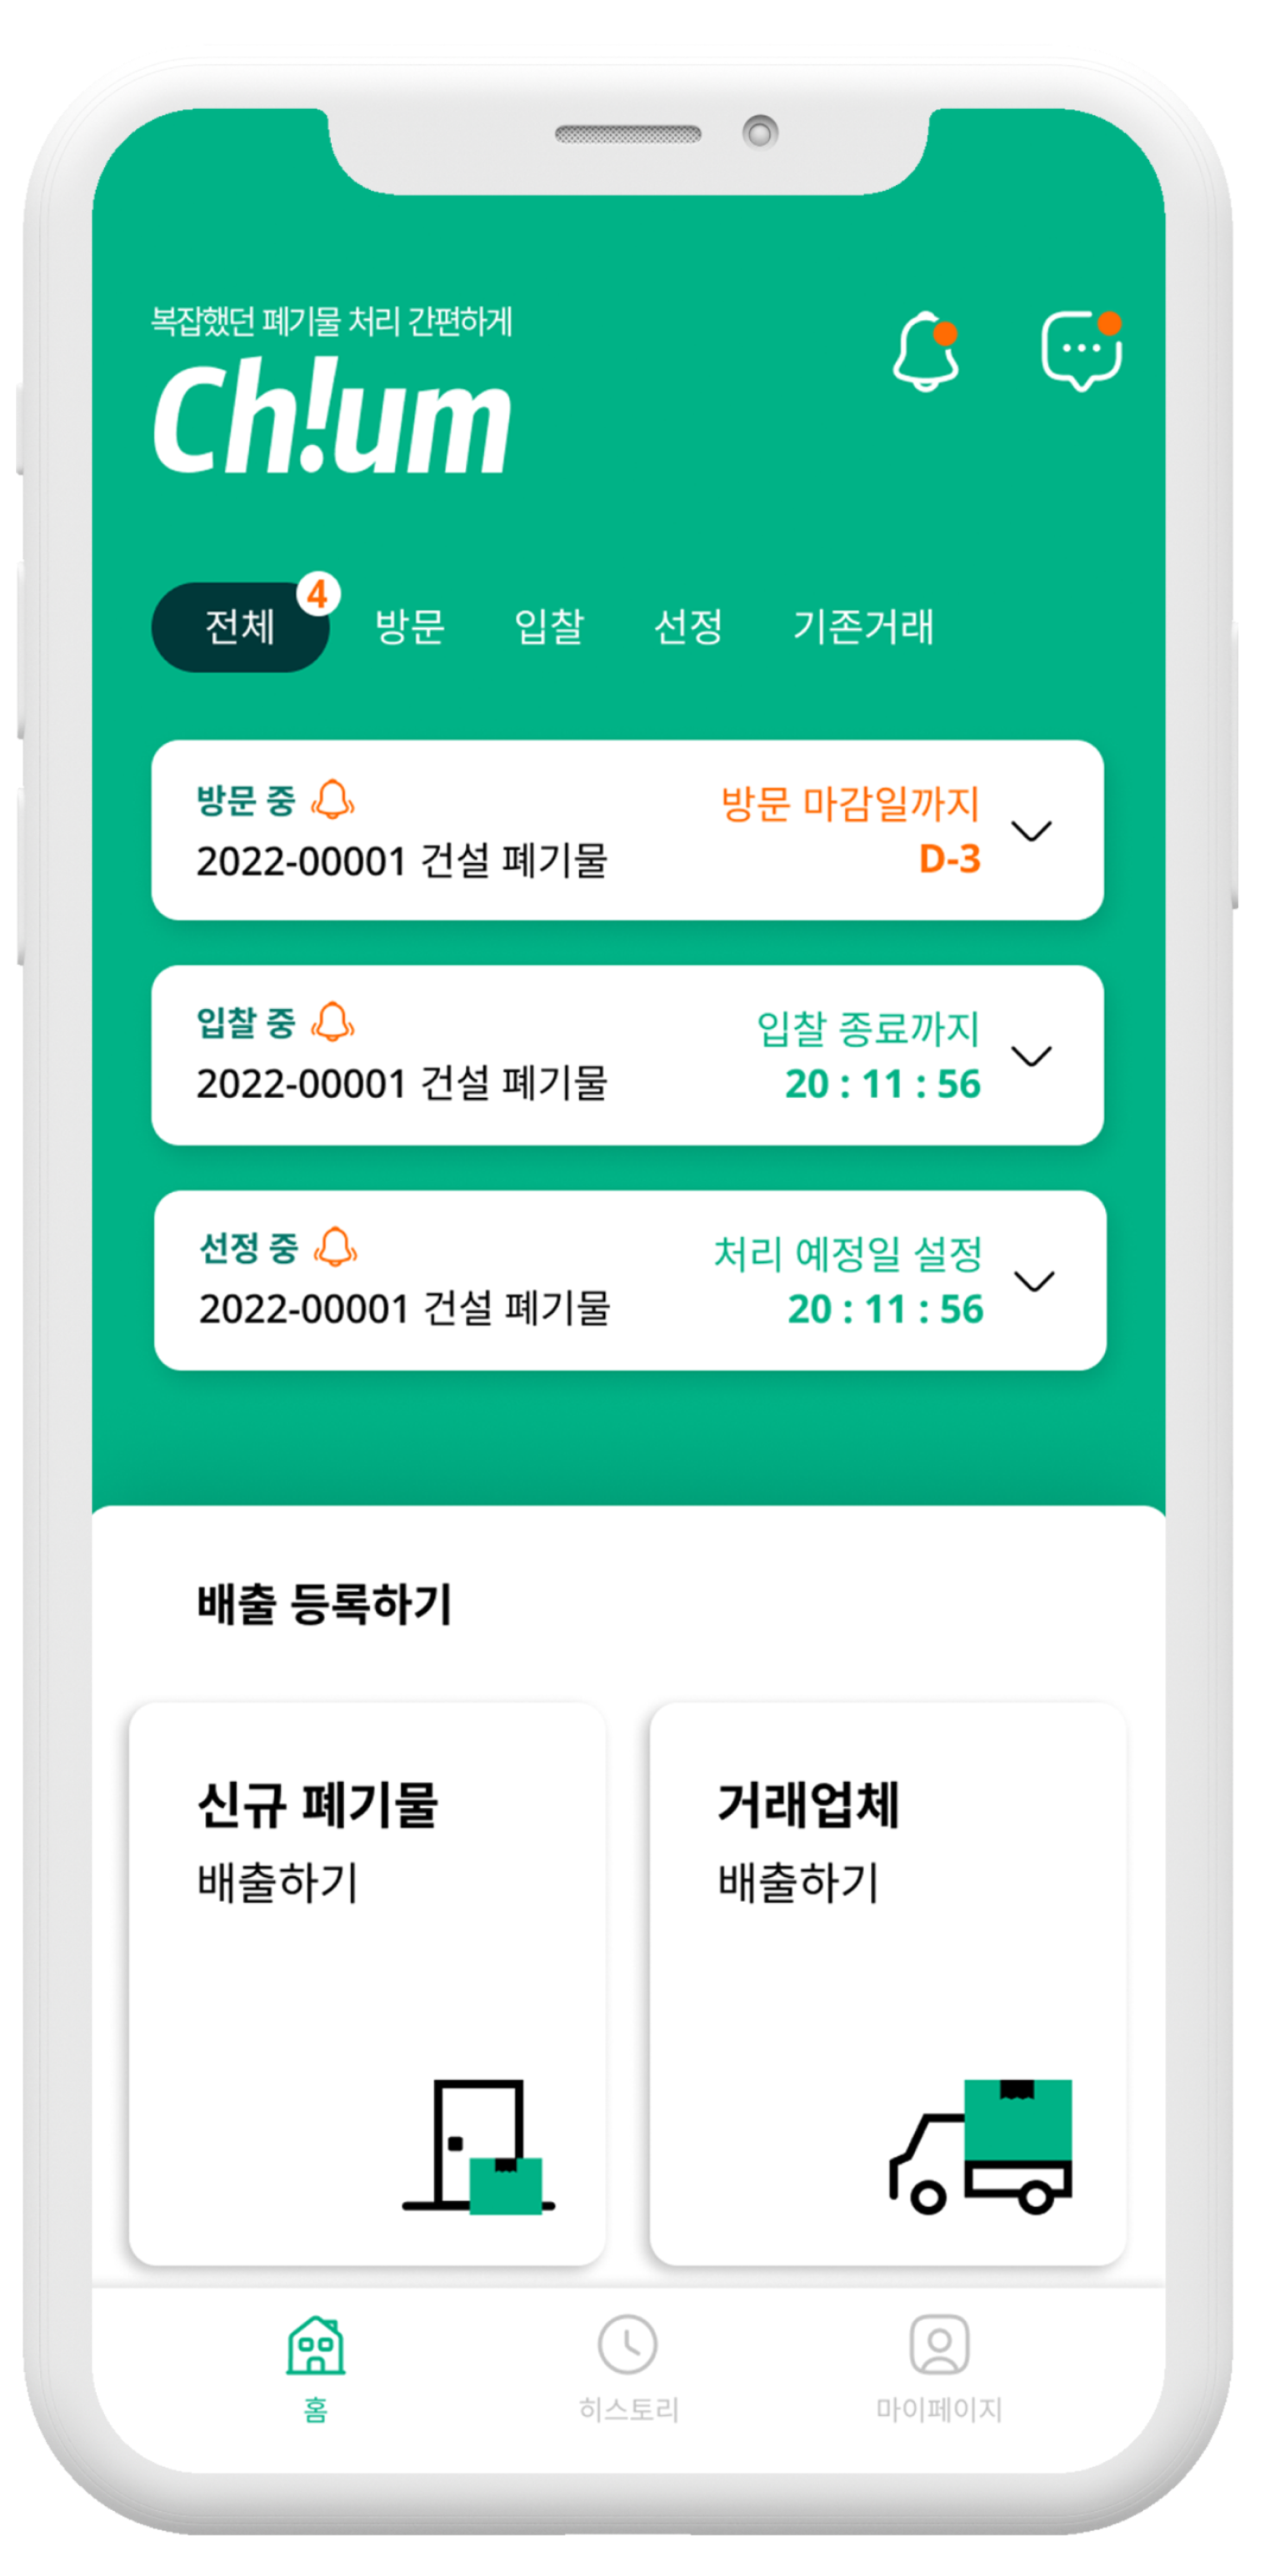 복잡했던 폐기물 처리 간편하게
Ch!um
전체 4 방문 입찰 선정 기존거래
방문 중 방문 마감일까지
2022-00001 건설 폐기물 D-3
입찰 중 입찰 종료까지
2022-00001 건설 폐기물 20 : 11 : 56
선정 중 처리 예정일 설정
2022-00001 건설 폐기물 20 : 11 : 56
배출 등록하기
신규 폐기물
배출하기
거래업체
배출하기
홈 히스토리 마이페이지